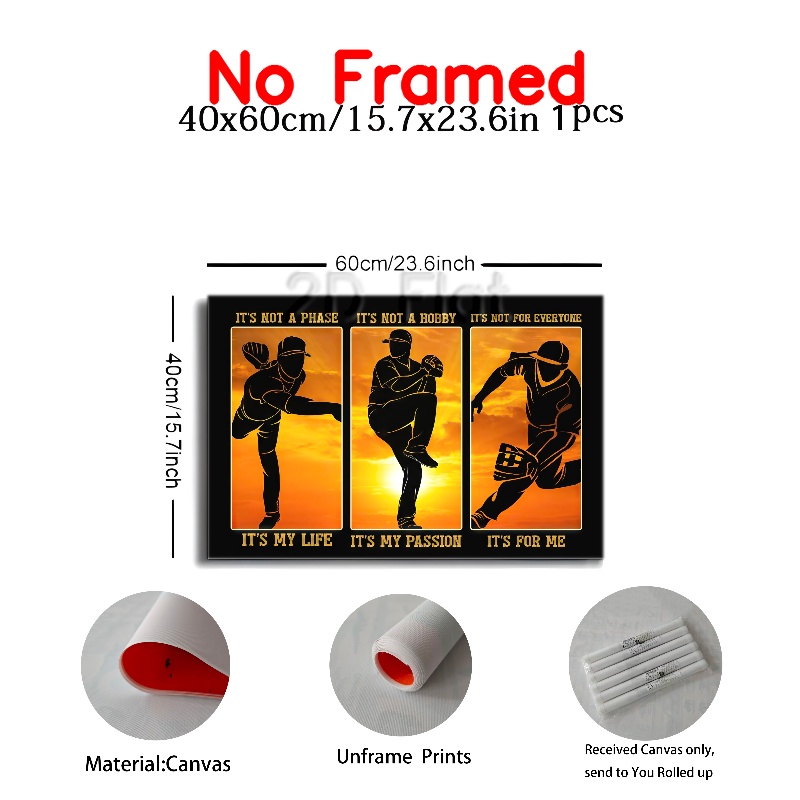 No Framed
40x60cm/15.7x23.6in 1pcs
60cm/23.6inch
2D Flat
40cm/15.7inch
IT'S NOT A PHASE
IT'S NOT A HOBBY
IT'S NOT FOR EVERYONE
IT'S MY LIFE
IT'S MY PASSION
IT'S FOR ME
Material:Canvas
Unframe Prints
Received Canvas only,
send to You Rolled up